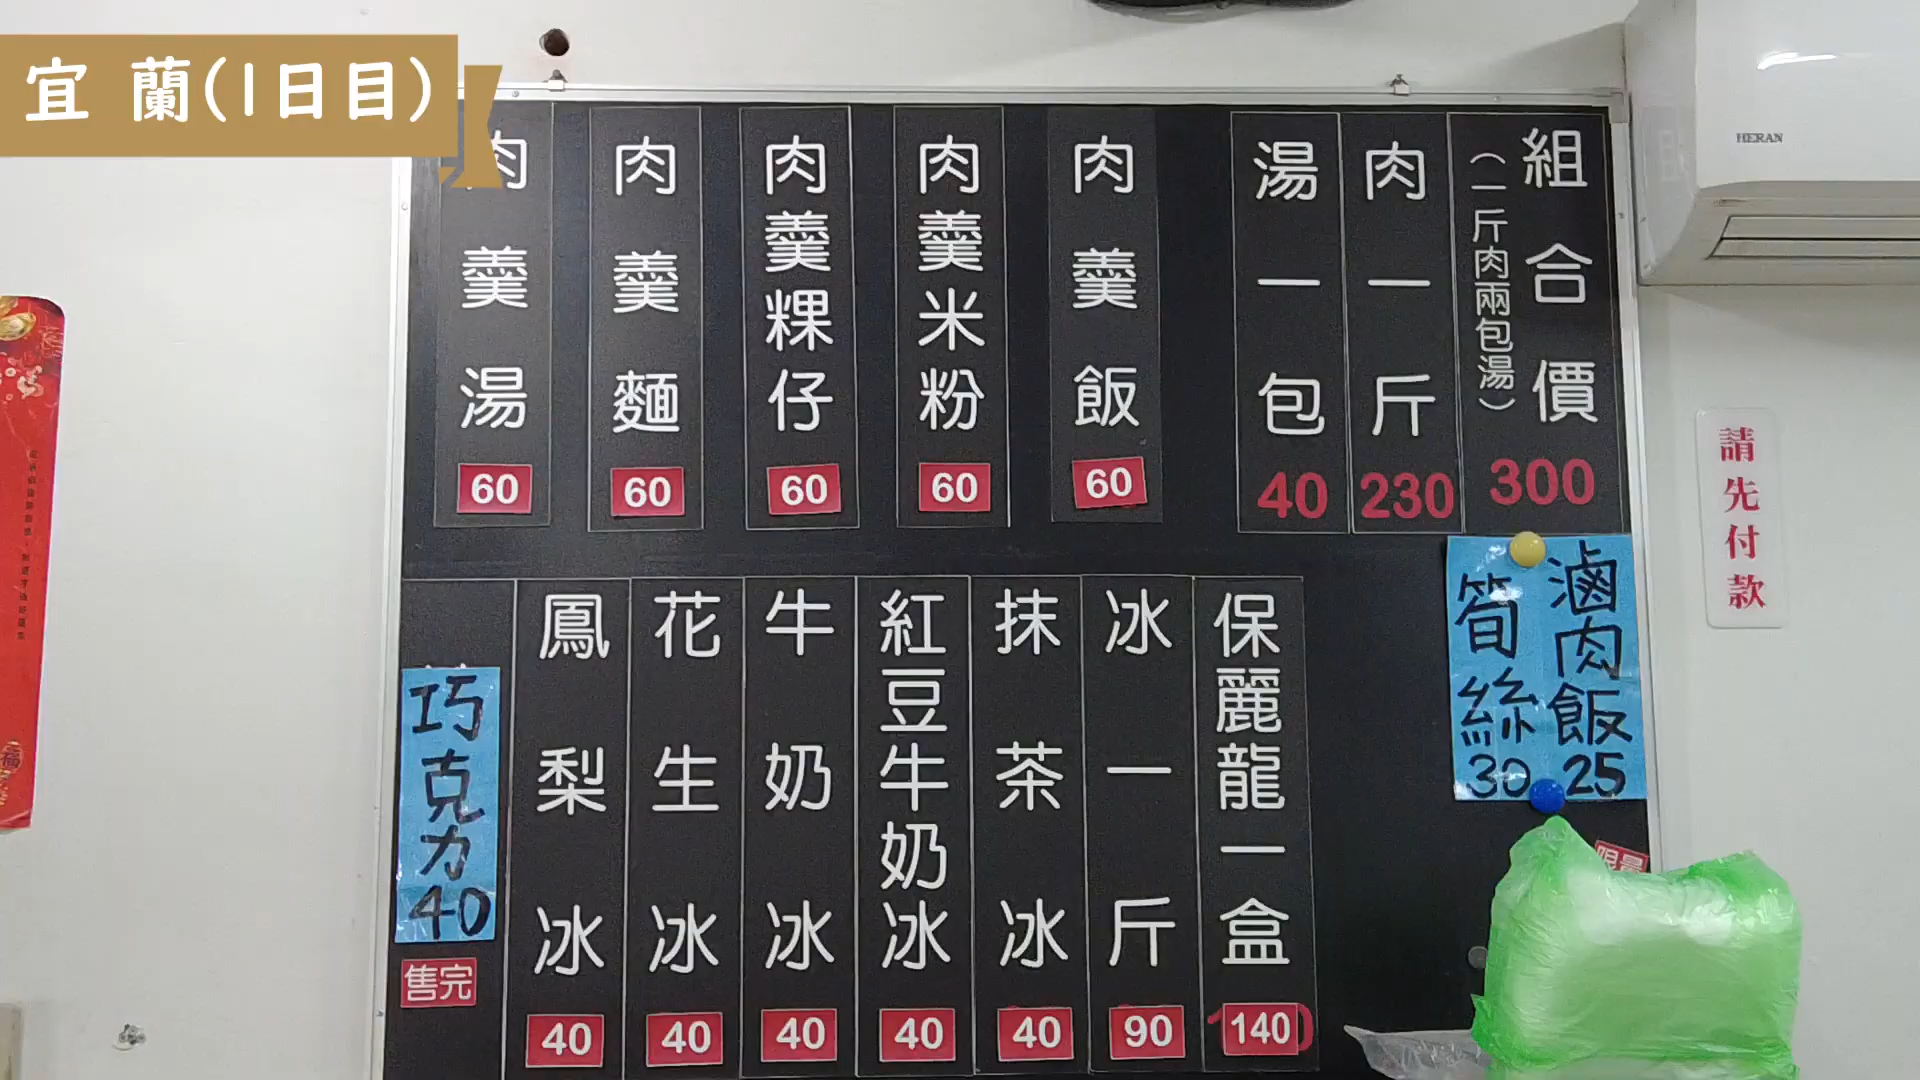 宜 蘭(1日目)
HERAN
組合價
(一斤肉兩包湯)
300
肉一斤
230
湯一包
40
肉羹飯
60
肉羹米粉
60
肉羹粿仔
60
肉羹麵
60
肉羹湯
60
請先付款
滷肉飯
25
筍絲
30
限量
保麗龍一盒
140
冰一斤
90
抹茶冰
40
紅豆牛奶冰
40
牛奶冰
40
花生冰
40
鳳梨冰
40
巧克力
40
售完